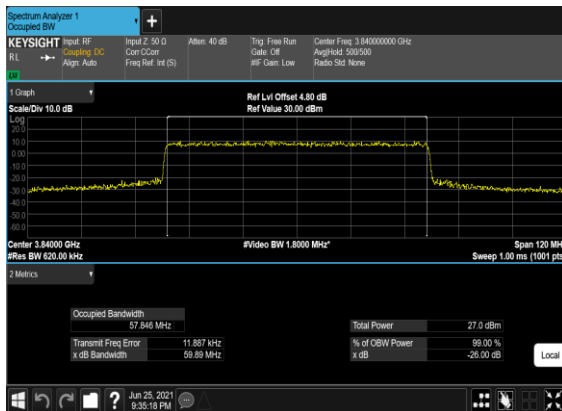 Spectrum Analyzer 1
Occupied BW
KEYSIGHT
RL
Input: RF
Coupling: DC
Align: Auto
Input Z: 50 Ω
Corr CCorr
Freq Ref: Int (S)
Atten: 40 dB
Trig: Free Run
Gate: Off
#IF Gain: Low
Center Freq: 3.840000000 GHz
Avg|Hold: 500/500
Radio Std: None
1 Graph
Scale/Div 10.0 dB
Ref Lvl Offset 4.80 dB
Ref Value 30.00 dBm
Log
20.0
10.0
0.00
-10.0
-20.0
-30.0
-40.0
-50.0
-60.0
Center 3.84000 GHz
#Res BW 620.00 kHz
#Video BW 1.8000 MHz*
Span 120 MH
Sweep 1.00 ms (1001 pts
2 Metrics
Occupied Bandwidth
57.846 MHz
Transmit Freq Error 11.887 kHz
x dB Bandwidth 59.89 MHz
Total Power 27.0 dBm
% of OBW Power 99.00 %
x dB -26.00 dB
Local
?
Jun 25, 2021
9:35:18 PM